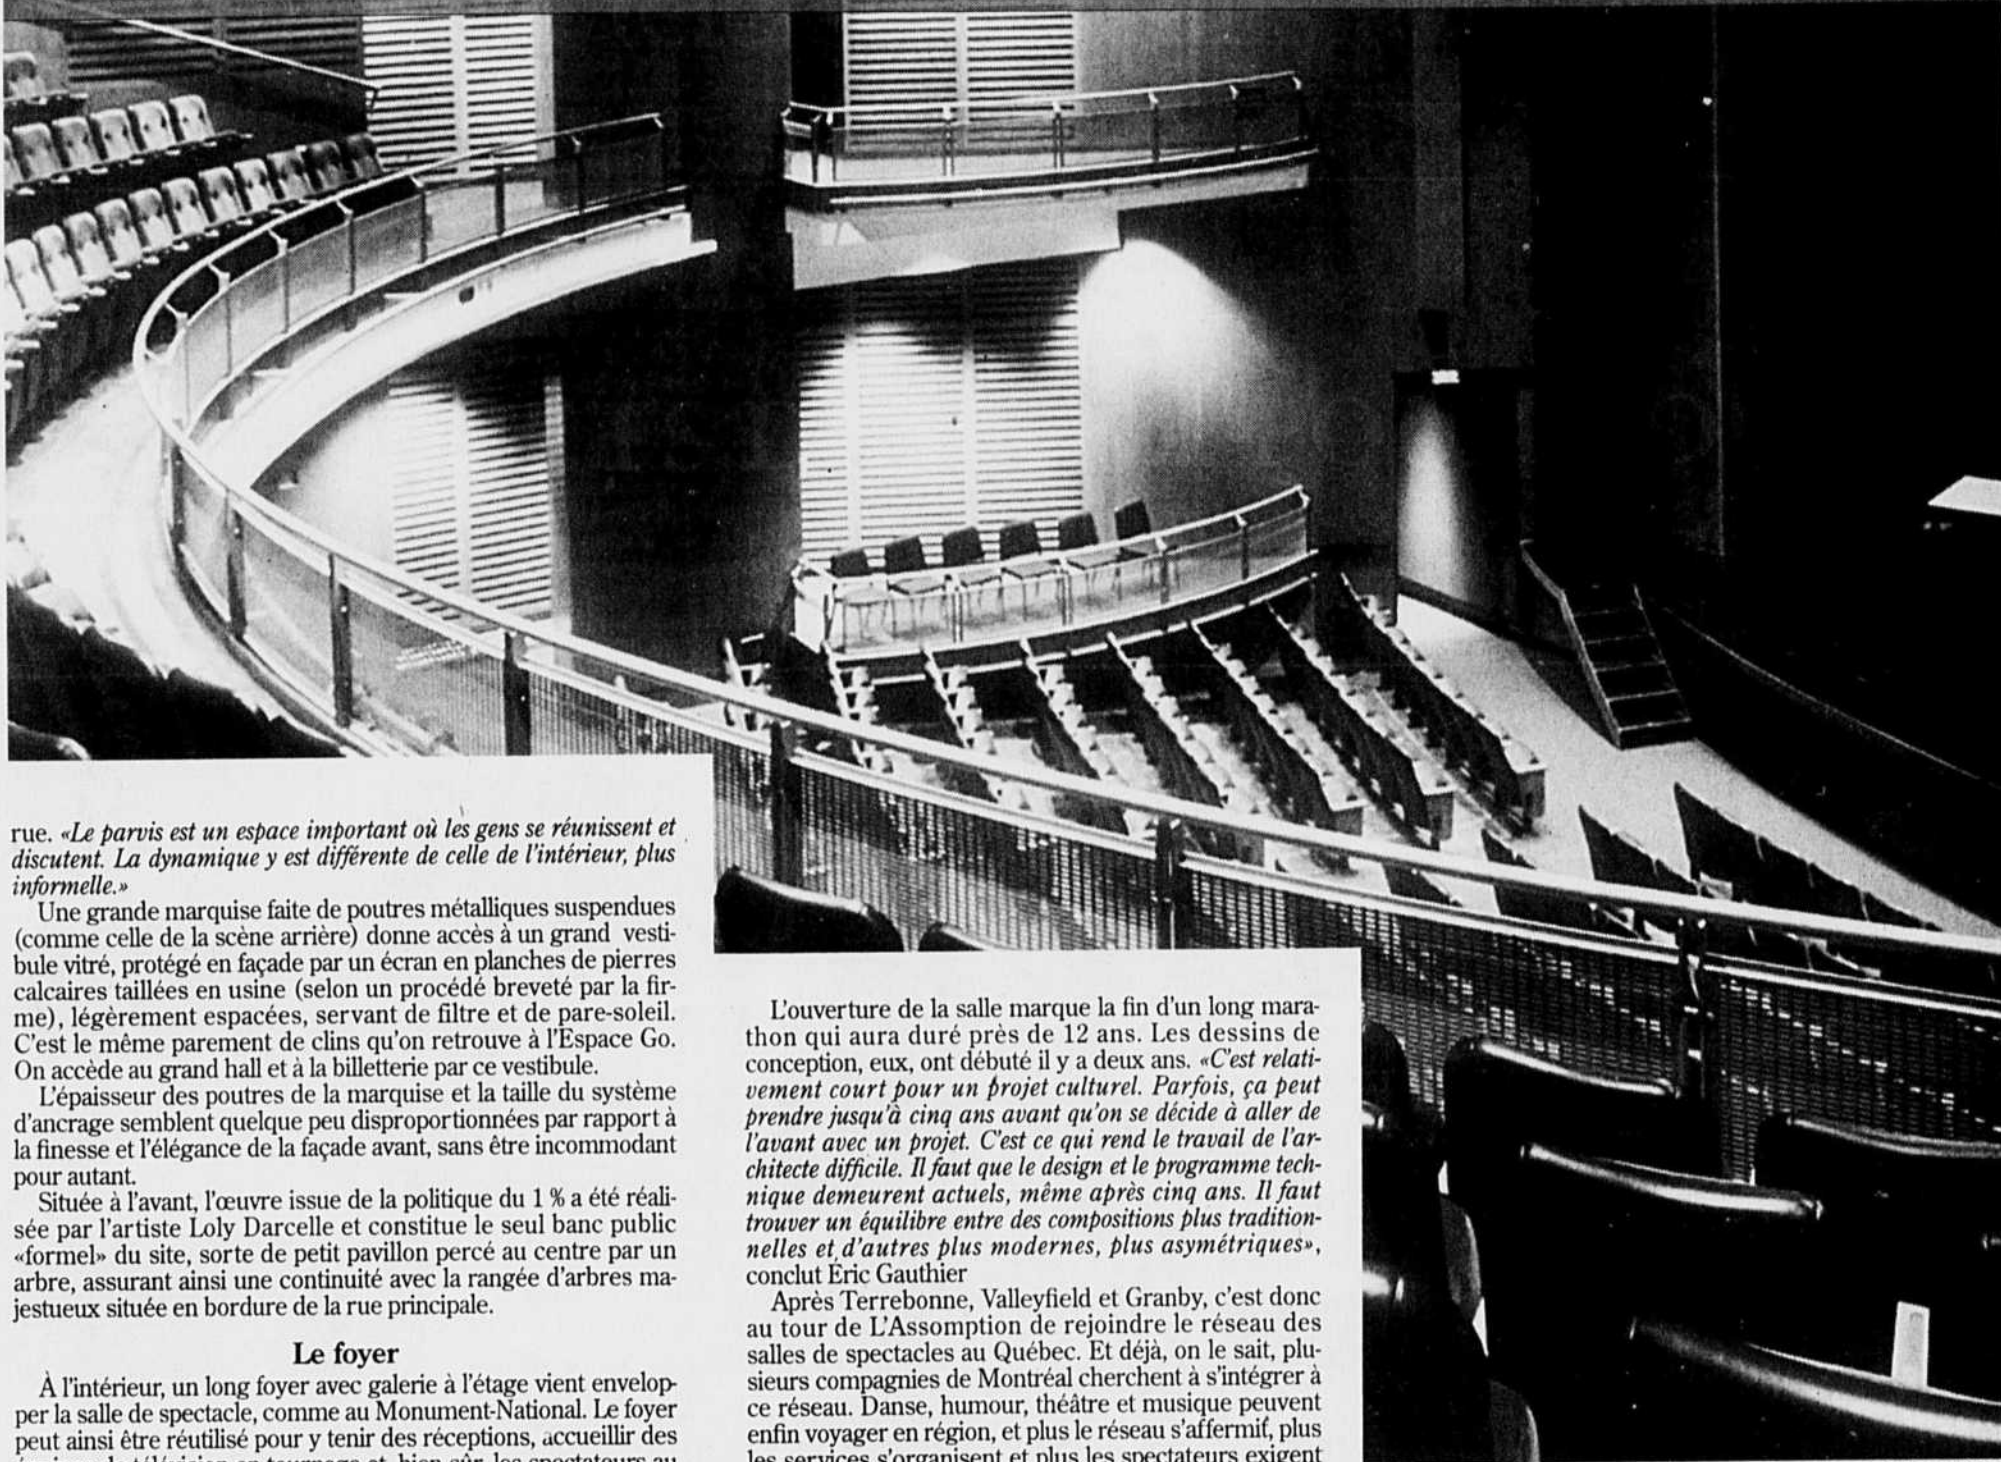 rue. «Le parvis est un espace important où les gens se réunissent et
discutent. La dynamique y est différente de celle de l'intérieur, plus
informelle.»
Une grande marquise faite de poutres métalliques suspendues
(comme celle de la scène arrière) donne accès à un grand vesti-
bule vitré, protégé en façade par un écran en planches de pierres
calcaires taillées en usine (selon un procédé breveté par la fir-
me), légèrement espacées, servant de filtre et de pare-soleil.
C'est le même parement de clins qu'on retrouve à l'Espace Go.
On accède au grand hall et à la billetterie par ce vestibule.
L'épaisseur des poutres de la marquise et la taille du système
d'ancrage semblent quelque peu disproportionnées par rapport à
la finesse et l'élégance de la façade avant, sans être incommodant
pour autant.
Située à l'avant, l'œuvre issue de la politique du 1 % a été réali-
sée par l'artiste Loly Darcelle et constitue le seul banc public
«formel» du site, sorte de petit pavillon percé au centre par un
arbre, assurant ainsi une continuité avec la rangée d'arbres ma-
jestueux située en bordure de la rue principale.
Le foyer
À l'intérieur, un long foyer avec galerie à l'étage vient envelop-
per la salle de spectacle, comme au Monument-National. Le foyer
peut ainsi être réutilisé pour y tenir des réceptions, accueillir des
L'ouverture de la salle marque la fin d'un long mara-
thon qui aura duré près de 12 ans. Les dessins de
conception, eux, ont débuté il y a deux ans. «C'est relati-
vement court pour un projet culturel. Parfois, ça peut
prendre jusqu'à cinq ans avant qu'on se décide à aller de
l'avant avec un projet. C'est ce qui rend le travail de l'ar-
chitecte difficile. Il faut que le design et le programme tech-
nique demeurent actuels, même après cinq ans. Il faut
trouver un équilibre entre des compositions plus tradition-
nelles et d'autres plus modernes, plus asymétriques»,
conclut Éric Gauthier
Après Terrebonne, Valleyfield et Granby, c'est donc
au tour de L'Assomption de rejoindre le réseau des
salles de spectacles au Québec. Et déjà, on le sait, plu-
sieurs compagnies de Montréal cherchent à s'intégrer à
ce réseau. Danse, humour, théâtre et musique peuvent
enfin voyager en région, et plus le réseau s'affermit, plus
les services s'organisent et plus les spectateurs exigent